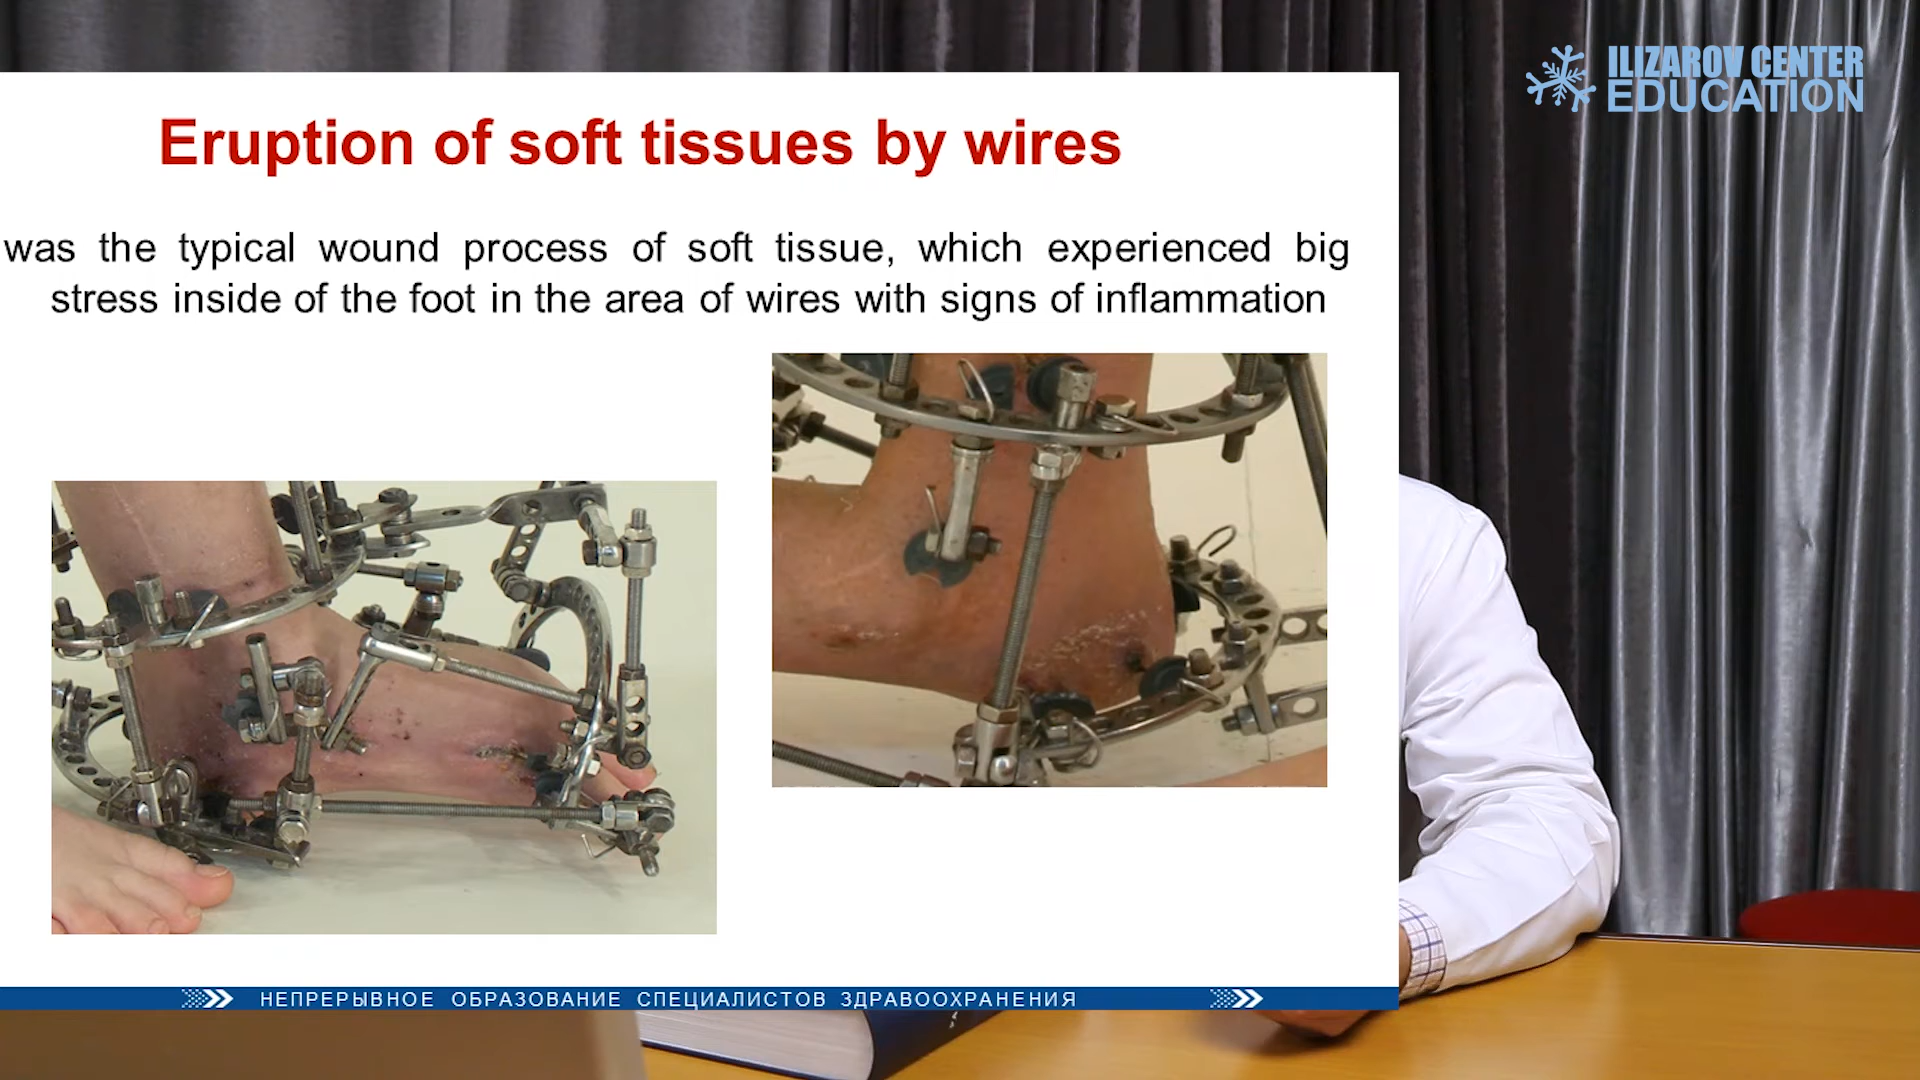 ILIZAROV CENTER
EDUCATION
Eruption of soft tissues by wires
was the typical wound process of soft tissue, which experienced big
stress inside of the foot in the area of wires with signs of inflammation
НЕПРЕРЫВНОЕ ОБРАЗОВАНИЕ СПЕЦИАЛИСТОВ ЗДРАВООХРАНЕНИЯ